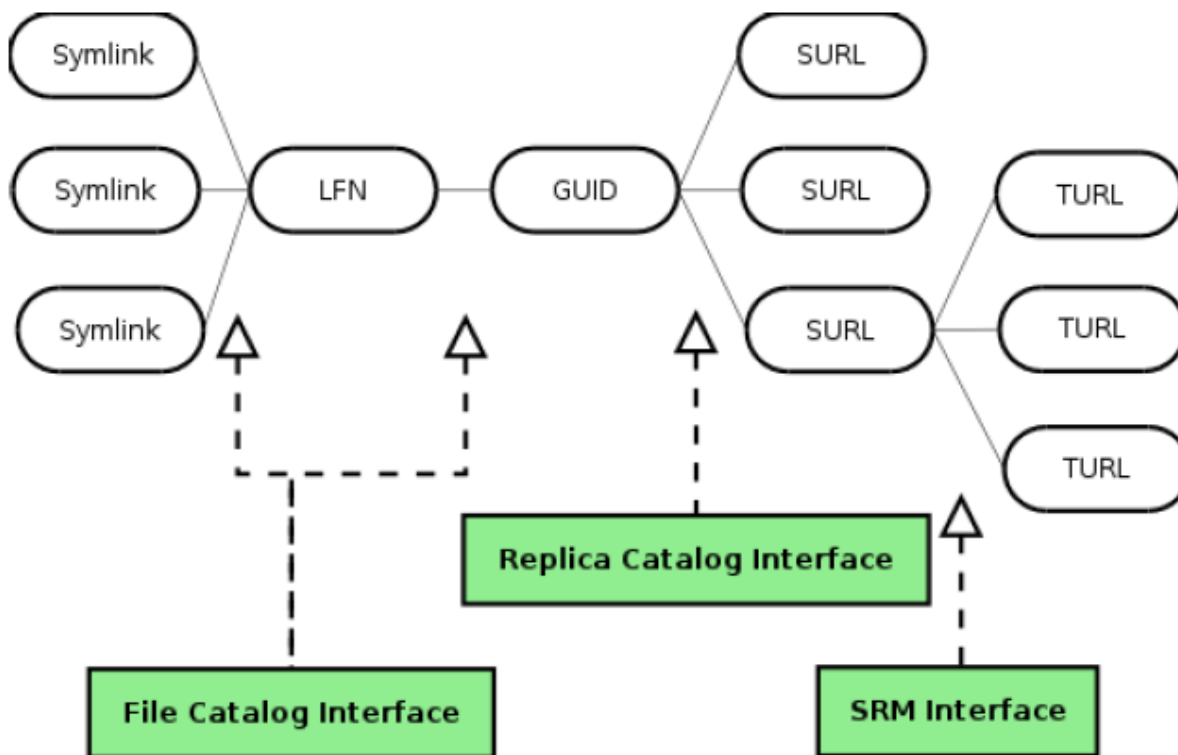 Symlink
SURL
Symlink
LFN
GUID
SURL
TURL
Symlink
SURL
TURL
TURL
Replica Catalog Interface
File Catalog Interface
SRM Interface